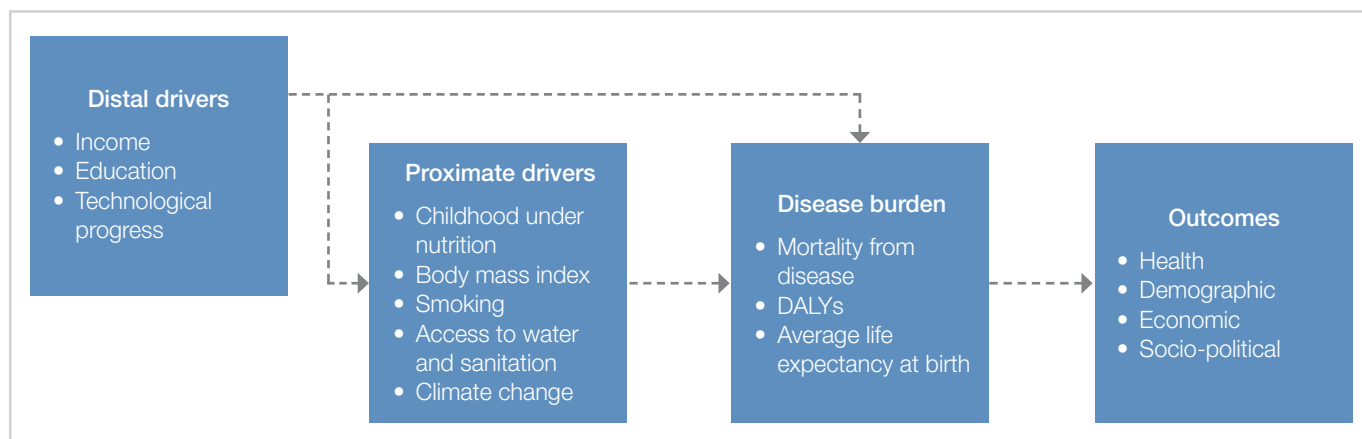 Distal drivers
• Income
• Education
• Technological
progress
Proximate drivers
• Childhood under
nutrition
• Body mass index
• Smoking
• Access to water
and sanitation
• Climate change
Disease burden
• Mortality from
disease
• DALYs
• Average life
expectancy at birth
Outcomes
• Health
• Demographic
• Economic
• Socio-political